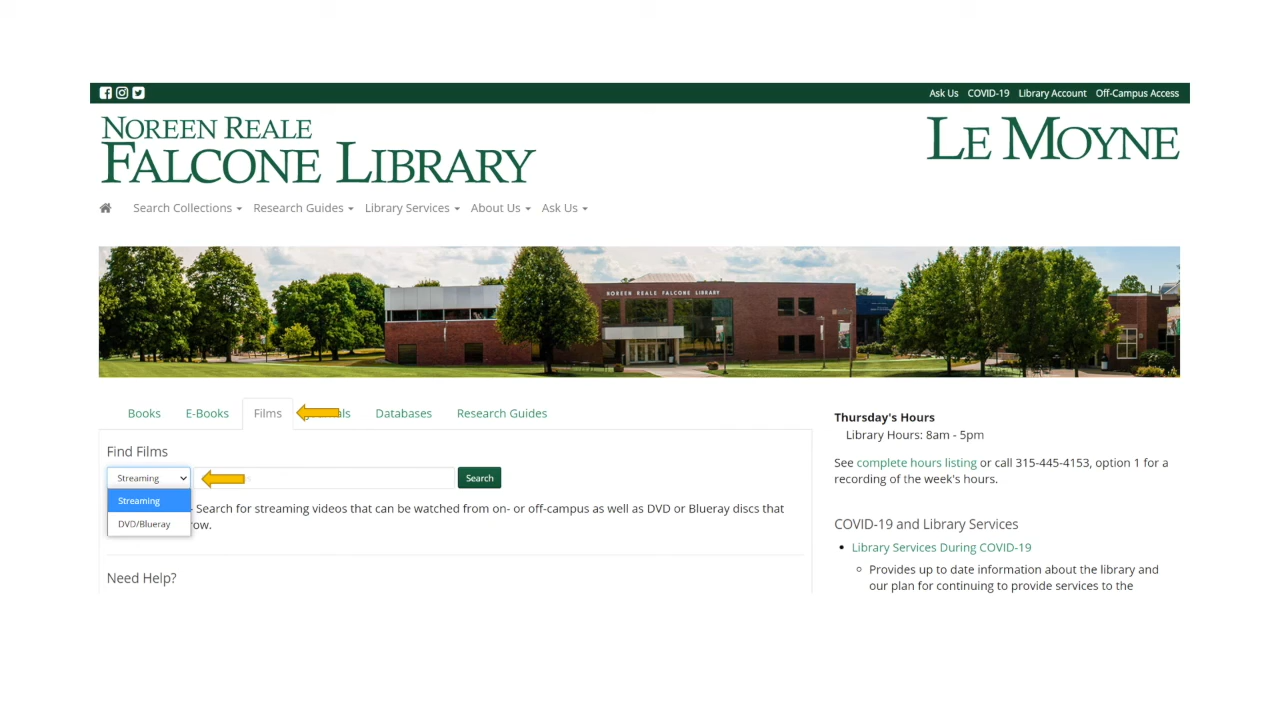 Ask Us COVID-19 Library Account Off-Campus Access
NOREEN REALE
FALCONE LIBRARY
LE MOYNE
Search Collections Research Guides Library Services About Us Ask Us
NOREEN REALE FALCONE LIBRARY
Books E-Books Films Databases Research Guides
Find Films
Streaming Search
Streaming
DVD/Blueray
- Search for streaming videos that can be watched from on- or off-campus as well as DVD or Blueray discs that
Need Help?
Thursday's Hours
Library Hours: 8am - 5pm
See complete hours listing or call 315-445-4153, option 1 for a
recording of the week's hours.
COVID-19 and Library Services
• Library Services During COVID-19
◦ Provides up to date information about the library and
our plan for continuing to provide services to the